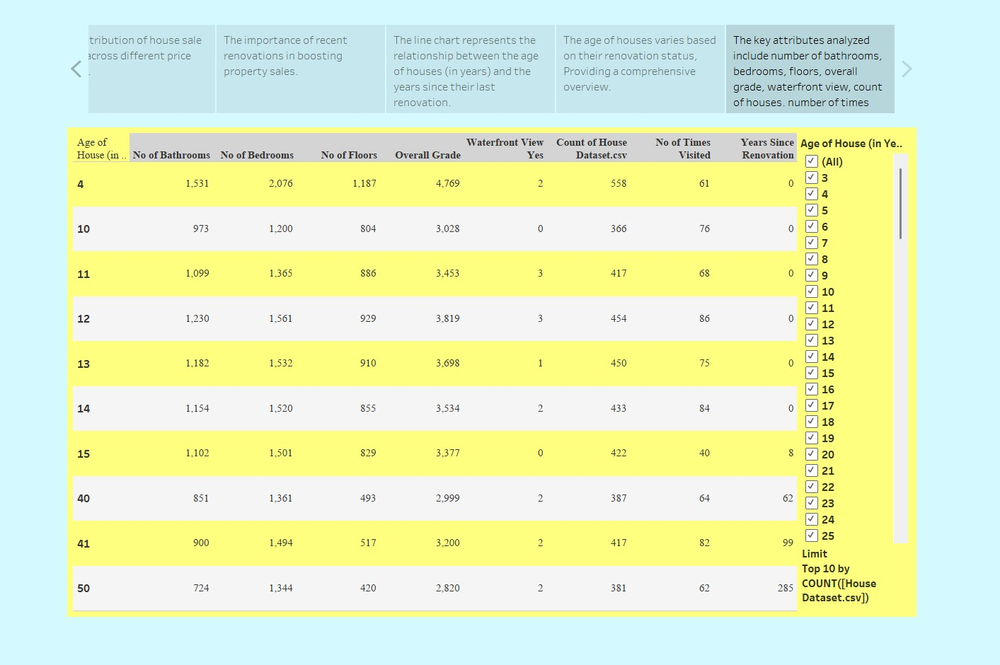 tribution of house sale
across different price
.
The importance of recent
renovations in boosting
property sales.
The line chart represents the
relationship between the age
of houses (in years) and the
years since their last
renovation.
The age of houses varies based
on their renovation status,
Providing a comprehensive
overview.
The key attributes analyzed
include number of bathrooms,
bedrooms, floors, overall
grade, waterfront view, count
of houses. number of times
Age of
House (in .. No of Bathrooms No of Bedrooms No of Floors Overall Grade Waterfront View Yes Count of House Dataset.csv No of Times Visited Years Since Renovation
4 1,531 2,076 1,187 4,769 2 558 61 0
10 973 1,200 804 3,028 0 366 76 0
11 1,099 1,365 886 3,453 3 417 68 0
12 1,230 1,561 929 3,819 3 454 86 0
13 1,182 1,532 910 3,698 1 450 75 0
14 1,154 1,520 855 3,534 2 433 84 0
15 1,102 1,501 829 3,377 0 422 40 8
40 851 1,361 493 2,999 2 387 64 62
41 900 1,494 517 3,200 2 417 82 99
50 724 1,344 420 2,820 2 381 62 285
Age of House (in Ye..
(All)
3
4
5
6
7
8
9
10
11
12
13
14
15
16
17
18
19
20
21
22
23
24
25
Limit
Top 10 by
COUNT([House
Dataset.csv])